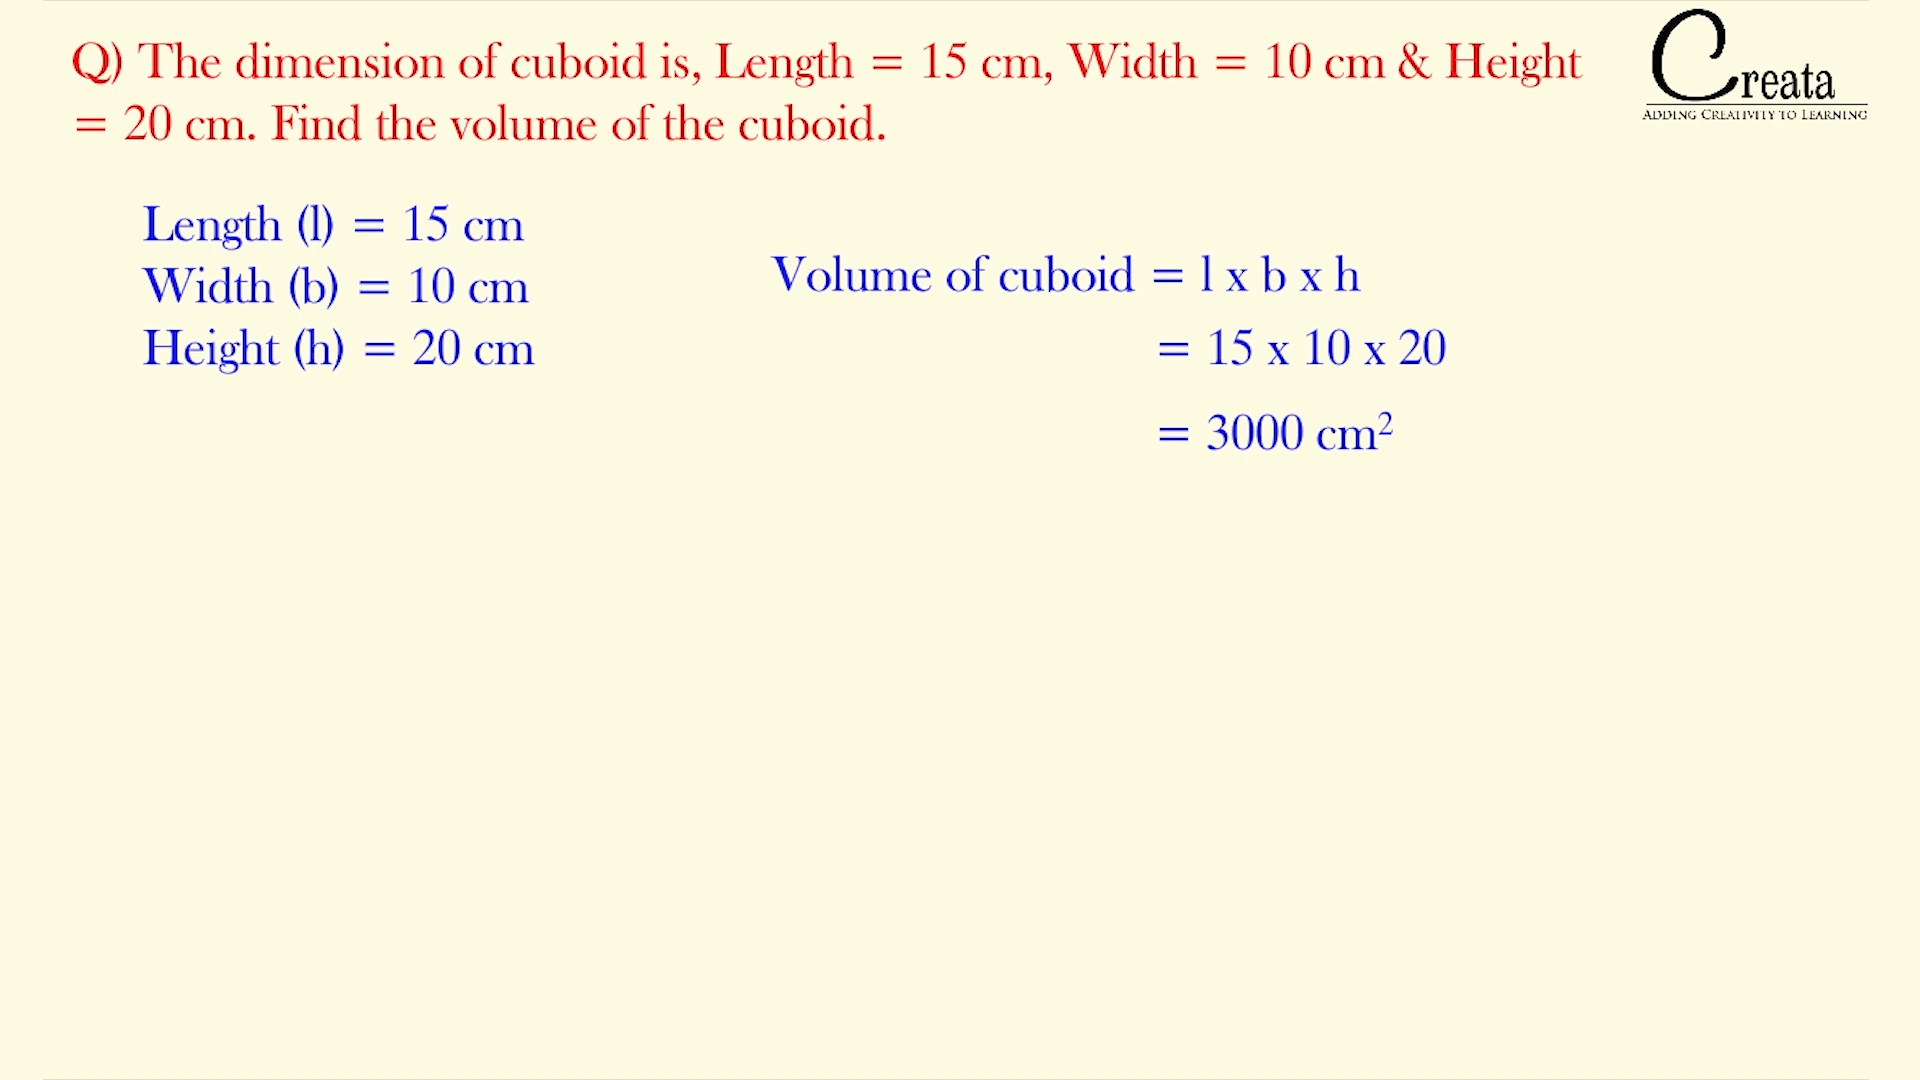 Q) The dimension of cuboid is, Length = 15 cm, Width = 10 cm & Height
= 20 cm. Find the volume of the cuboid.
Creata
ADDING CREATIVITY TO LEARNING
Length (l) = 15 cm
Width (b) = 10 cm
Height (h) = 20 cm
Volume of cuboid = l x b x h
= 15 x 10 x 20
= 3000 cm²